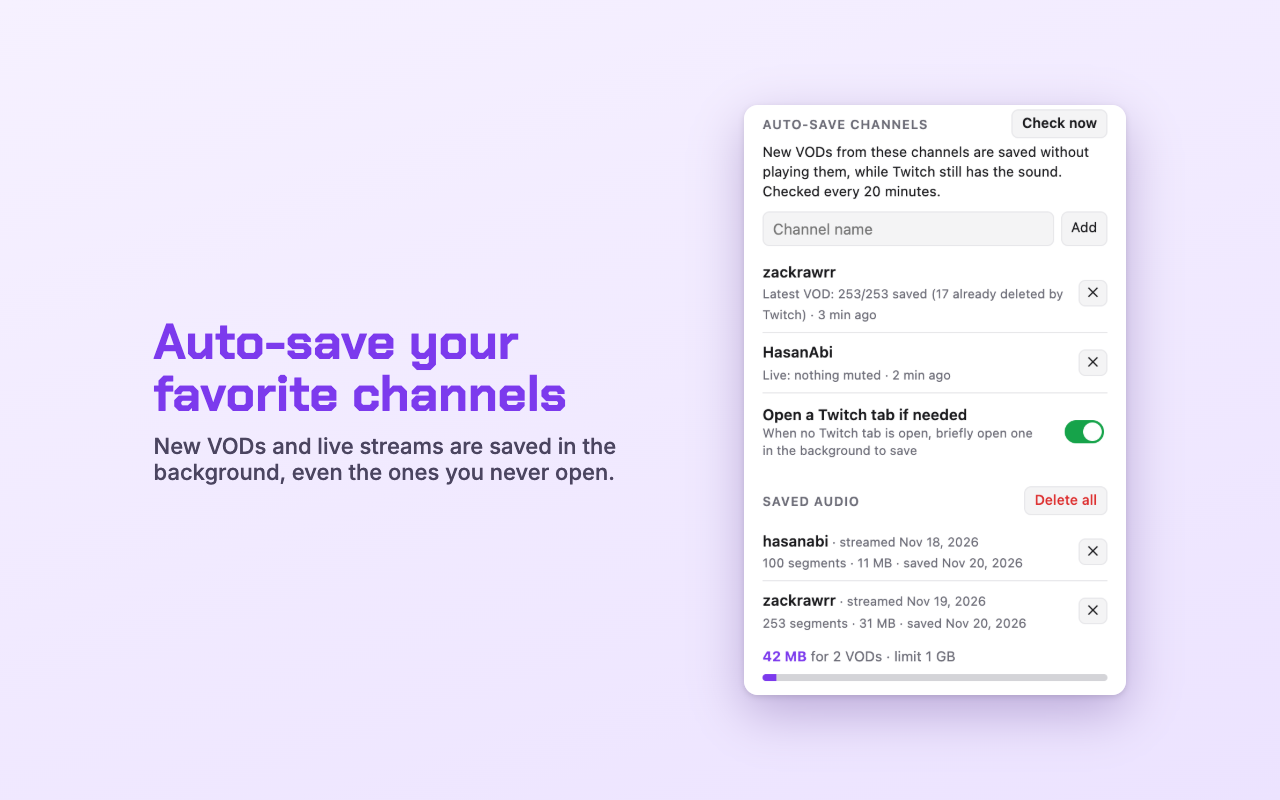 Auto-save your
favorite channels
New VODs and live streams are saved in the
background, even the ones you never open.
AUTO-SAVE CHANNELS
Check now
New VODs from these channels are saved without
playing them, while Twitch still has the sound.
Checked every 20 minutes.
Channel name
Add
zackrawrr
Latest VOD: 253/253 saved (17 already deleted by
Twitch) · 3 min ago
HasanAbi
Live: nothing muted · 2 min ago
Open a Twitch tab if needed
When no Twitch tab is open, briefly open one
in the background to save
SAVED AUDIO
Delete all
hasanabi · streamed Nov 18, 2026
100 segments · 11 MB · saved Nov 20, 2026
zackrawrr · streamed Nov 19, 2026
253 segments · 31 MB · saved Nov 20, 2026
42 MB for 2 VODs · limit 1 GB